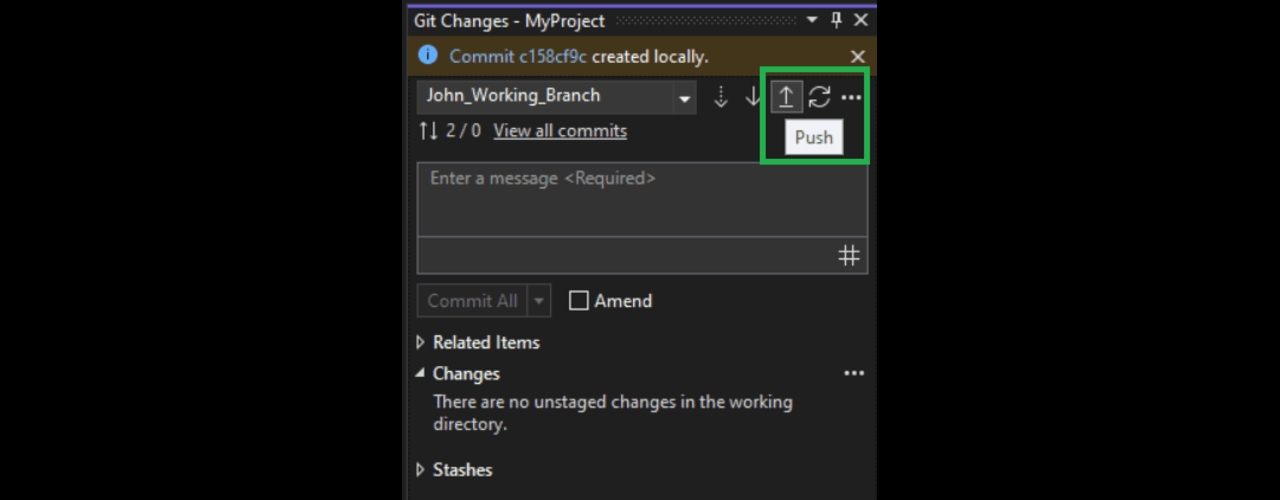 Git Changes - MyProject
Commit c158cf9c created locally.
John_Working_Branch
2 / 0 View all commits
Push
Enter a message <Required>
Commit All
Amend
Related Items
Changes
There are no unstaged changes in the working
directory.
Stashes